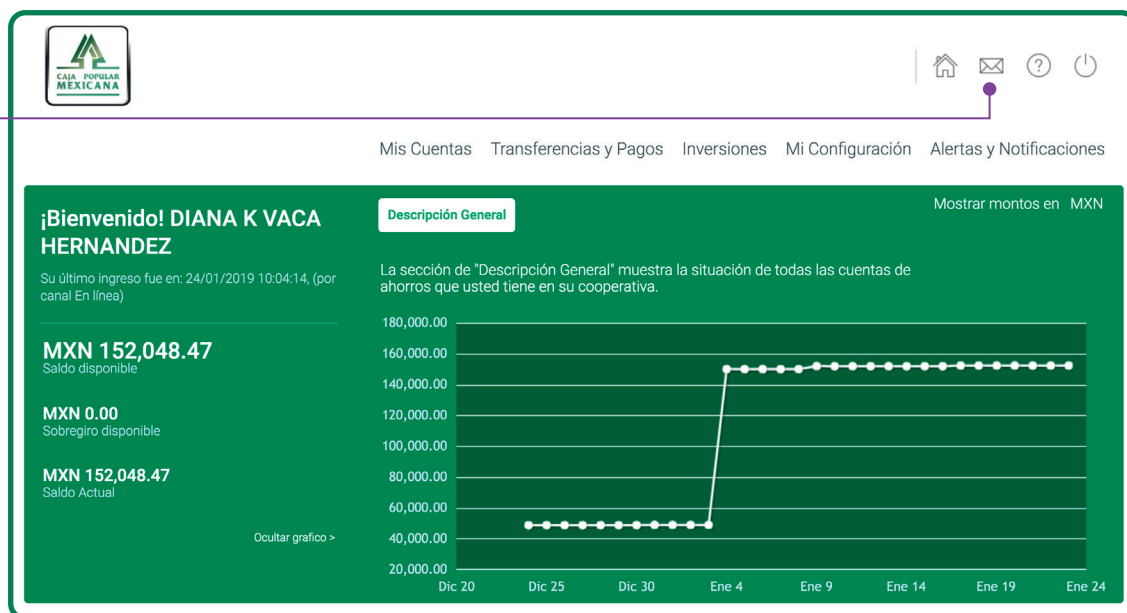 CAJA POPULAR
MEXICANA
Mis Cuentas Transferencias y Pagos Inversiones Mi Configuración Alertas y Notificaciones
¡Bienvenido! DIANA K VACA
HERNANDEZ
Su último ingreso fue en: 24/01/2019 10:04:14, (por
canal En línea)
MXN 152,048.47
Saldo disponible
MXN 0.00
Sobregiro disponible
MXN 152,048.47
Saldo Actual
Ocultar grafico >
Descripción General
Mostrar montos en MXN
La sección de "Descripción General" muestra la situación de todas las cuentas de
ahorros que usted tiene en su cooperativa.
180,000.00
160,000.00
140,000.00
120,000.00
100,000.00
80,000.00
60,000.00
40,000.00
20,000.00
Dic 20 Dic 25 Dic 30 Ene 4 Ene 9 Ene 14 Ene 19 Ene 24